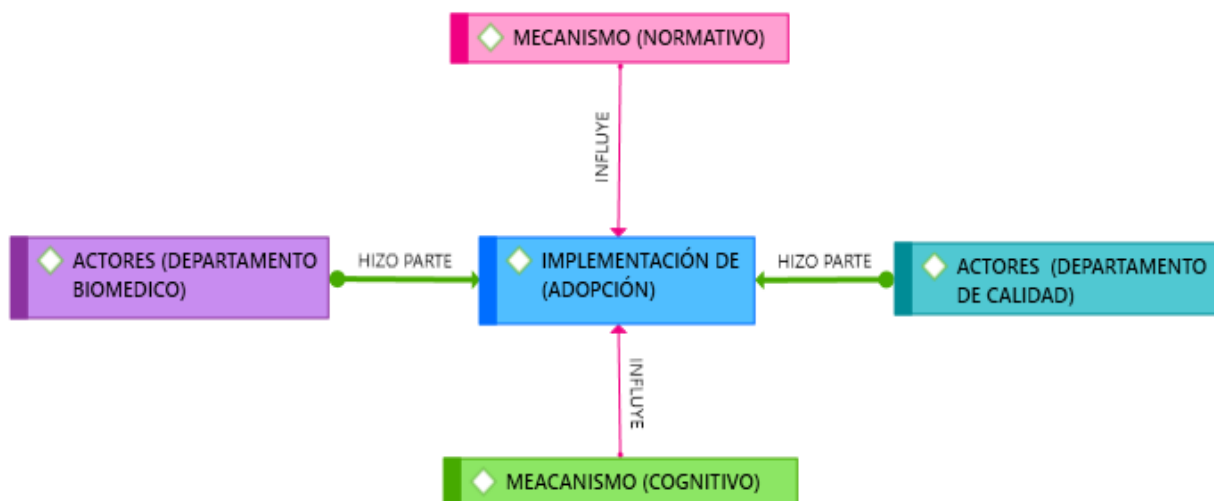 MECANISMO (NORMATIVO)
INFLUYE
ACTORES (DEPARTAMENTO
BIOMEDICO)
HIZO PARTE
IMPLEMENTACIÓN DE
(ADOPCIÓN)
HIZO PARTE
ACTORES (DEPARTAMENTO
DE CALIDAD)
INFLUYE
MEACANISMO (COGNITIVO)